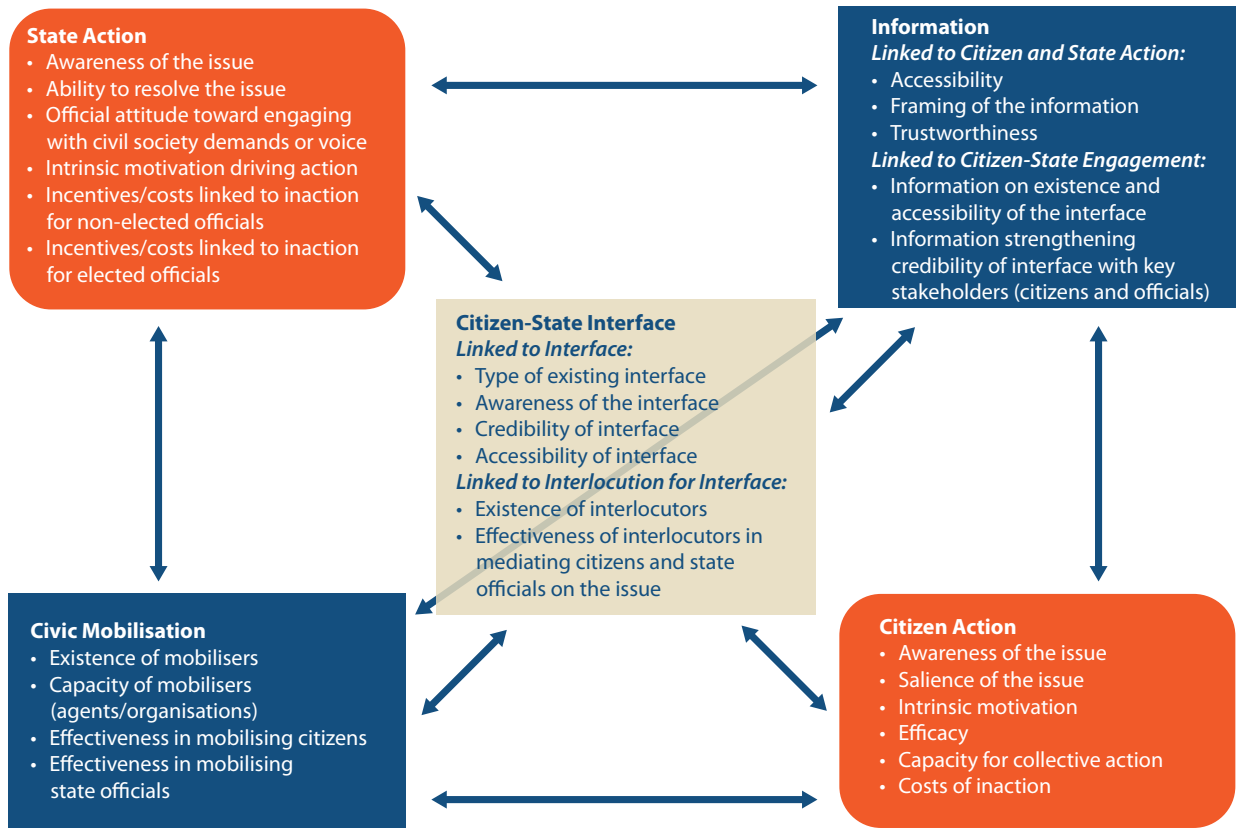 State Action
• Awareness of the issue
• Ability to resolve the issue
• Official attitude toward engaging
with civil society demands or voice
• Intrinsic motivation driving action
• Incentives/costs linked to inaction
for non-elected officials
• Incentives/costs linked to inaction
for elected officials
Information
Linked to Citizen and State Action:
• Accessibility
• Framing of the information
• Trustworthiness
Linked to Citizen-State Engagement:
• Information on existence and
accessibility of the interface
• Information strengthening
credibility of interface with key
stakeholders (citizens and officials)
Citizen-State Interface
Linked to Interface:
• Type of existing interface
• Awareness of the interface
• Credibility of interface
• Accessibility of interface
Linked to Interlocution for Interface:
• Existence of interlocutors
• Effectiveness of interlocutors in
mediating citizens and state
officials on the issue
Civic Mobilisation
• Existence of mobilisers
• Capacity of mobilisers
(agents/organisations)
• Effectiveness in mobilising citizens
• Effectiveness in mobilising
state officials
Citizen Action
• Awareness of the issue
• Salience of the issue
• Intrinsic motivation
• Efficacy
• Capacity for collective action
• Costs of inaction